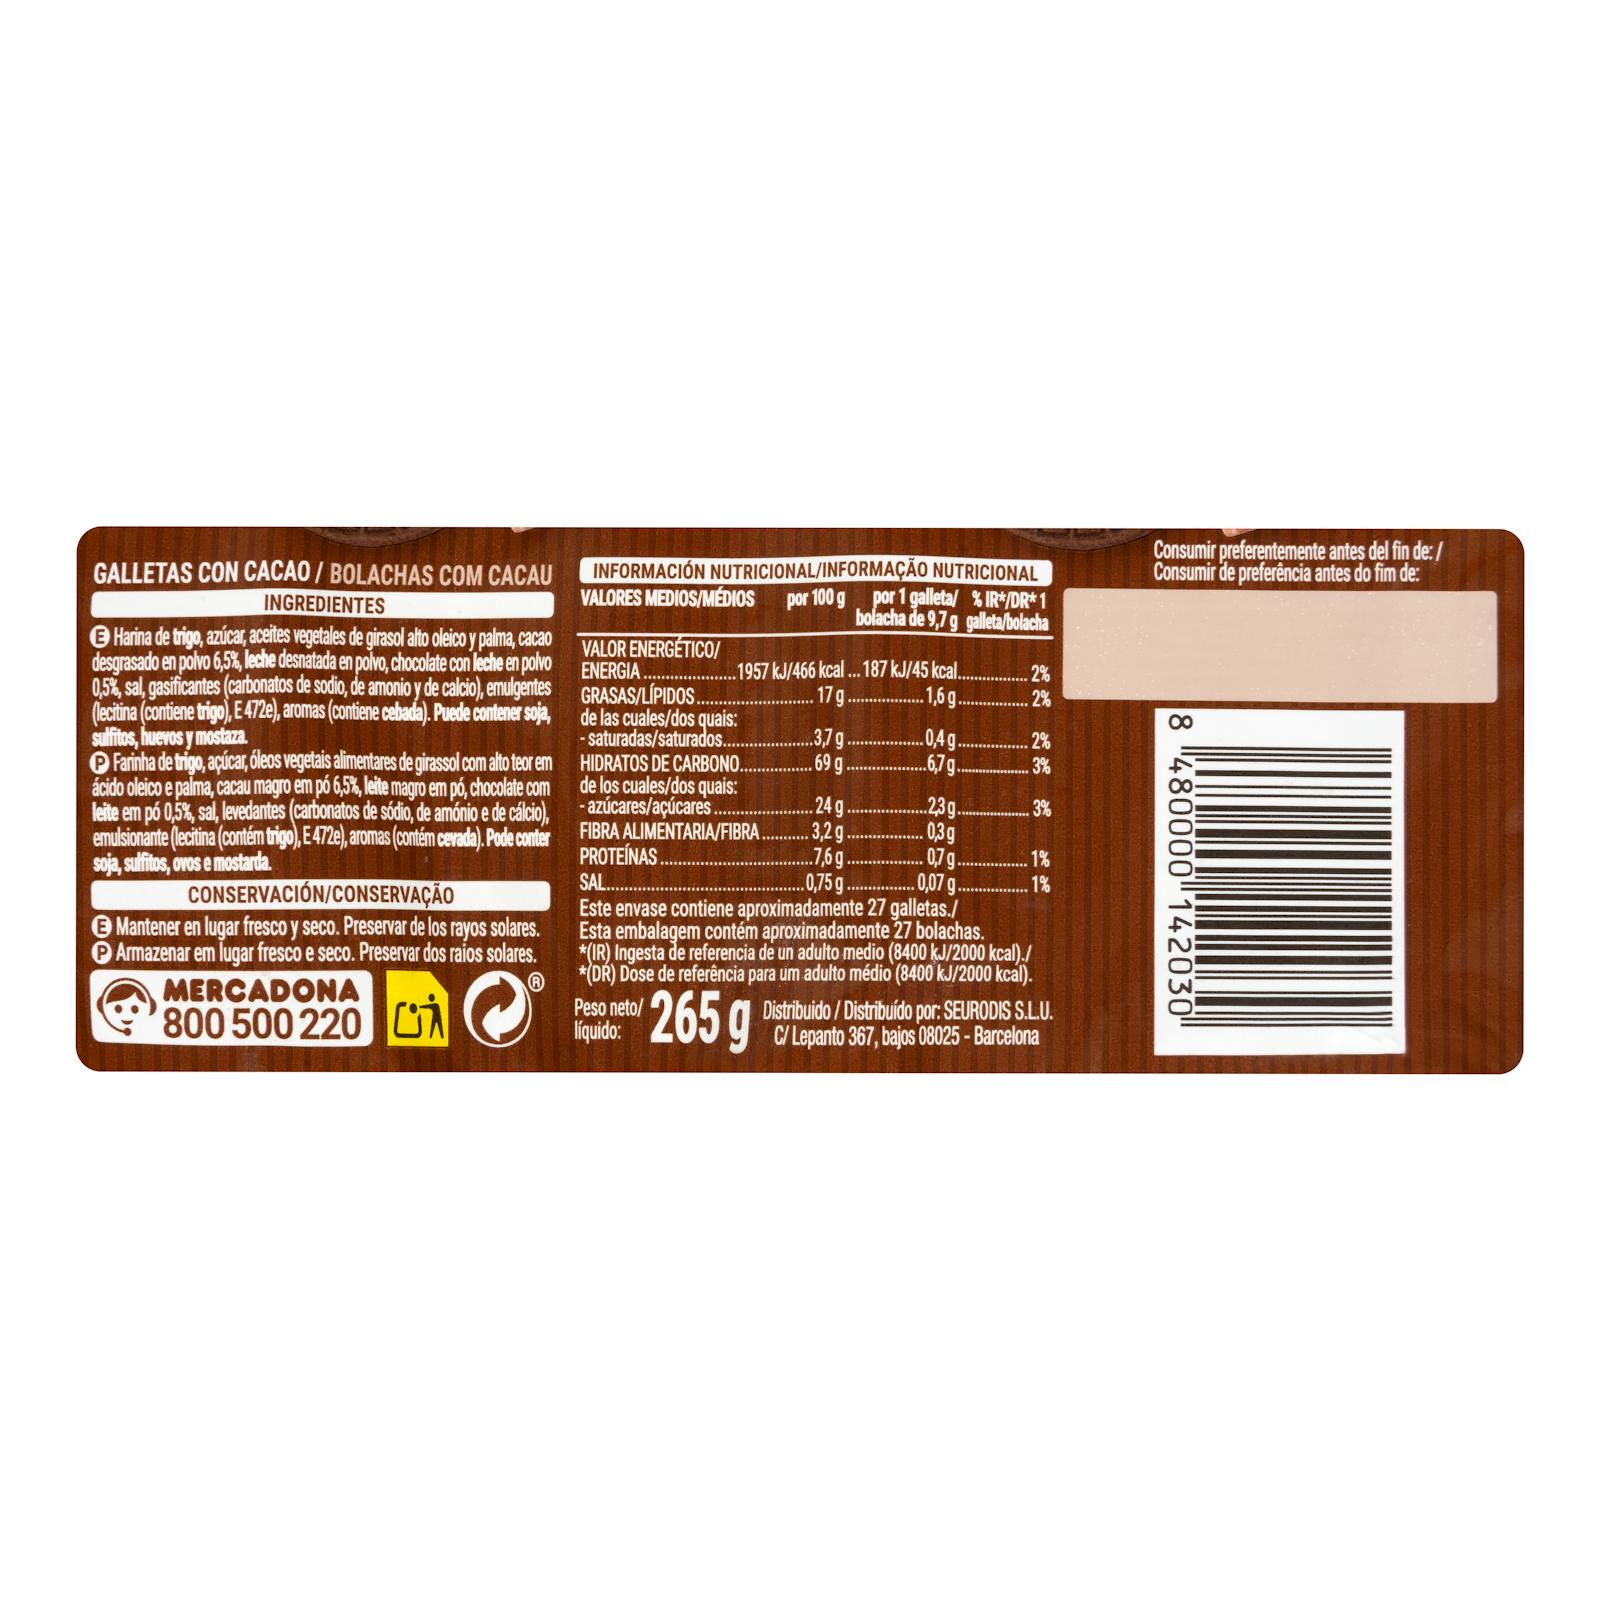 GALLETAS CON CACAO / BOLACHAS COM CACAU
INGREDIENTES
E Harina de trigo, azúcar, aceites vegetales de girasol alto oleico y palma, cacao
desgrasado en polvo 6,5%, leche desnatada en polvo, chocolate con leche en polvo
0,5%, sal, gasificantes (carbonatos de sodio, de amonio y de calcio), emulgentes
(lecitina (contiene trigo), E 472e), aromas (contiene cebada). Puede contener soja,
sulfitos, huevos y mostaza.
P Farinha de trigo, açúcar, óleos vegetais alimentares de girassol com alto teor em
ácido oleico e palma, cacau magro em pó 6,5%, leite magro em pó, chocolate com
leite em pó 0,5%, sal, levedantes (carbonatos de sódio, de amónio e de cálcio),
emulsionante (lecitina (contém trigo), E 472e), aromas (contém cevada). Pode conter
soja, sulfitos, ovos e mostarda.
CONSERVACIÓN/CONSERVAÇÃO
E Mantener en lugar fresco y seco. Preservar de los rayos solares.
P Armazenar em lugar fresco e seco. Preservar dos raios solares.
MERCADONA
800 500 220
®
INFORMACIÓN NUTRICIONAL/INFORMAÇÃO NUTRICIONAL
VALORES MEDIOS/MÉDIOS por 100 g por 1 galleta/ % IR*/DR* 1
bolacha de 9,7 g galleta/bolacha
VALOR ENERGÉTICO/
ENERGIA .................. 1957 kJ/466 kcal ... 187 kJ/45 kcal .............. 2%
GRASAS/LÍPIDOS ........................ 17 g ................ 1,6 g .............. 2%
de las cuales/dos quais:
- saturadas/saturados .................. 3,7 g ................ 0,4 g .............. 2%
HIDRATOS DE CARBONO ............... 69 g ................ 6,7 g .............. 3%
de los cuales/dos quais:
- azúcares/açúcares .................... 24 g ................ 2,3 g .............. 3%
FIBRA ALIMENTARIA/FIBRA .......... 3,2 g ................ 0,3 g
PROTEÍNAS .............................. 7,6 g ................ 0,7 g .............. 1%
SAL ...................................... 0,75 g .............. 0,07 g .............. 1%
Este envase contiene aproximadamente 27 galletas./
Esta embalagem contém aproximadamente 27 bolachas.
*(IR) Ingesta de referencia de un adulto medio (8400 kJ/2000 kcal)./
*(DR) Dose de referência para um adulto médio (8400 kJ/2000 kcal).
Peso neto/
líquido: 265 g
Distribuido / Distribuído por: SEURODIS S.L.U.
C/ Lepanto 367, bajos 08025 - Barcelona
Consumir preferentemente antes del fin de: /
Consumir de preferência antes do fim de:
8 480000 142030